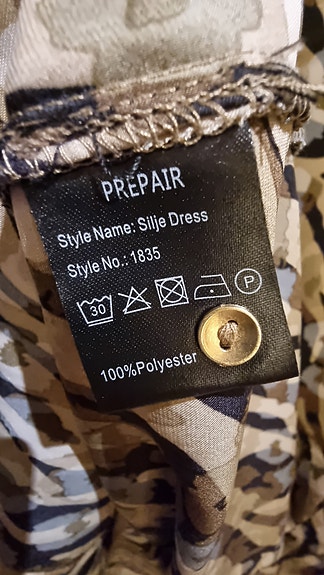 PREPAIR
Style Name: Silje Dress
Style No.: 1835
30 P
100%Polyester